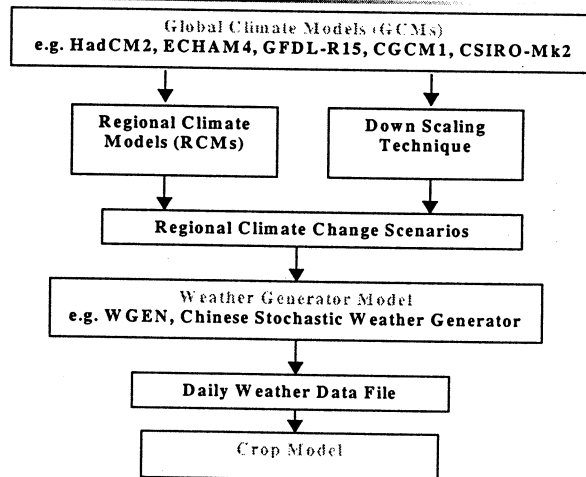 Global Climate Models (GCMs)
e.g. HadCM2, ECHAM4, GFDL-R15, CGCM1, CSIRO-Mk2
Regional Climate
Models (RCMs)
Down Scaling
Technique
Regional Climate Change Scenarios
Weather Generator Model
e.g. WGEN, Chinese Stochastic Weather Generator
Daily Weather Data File
Crop Model